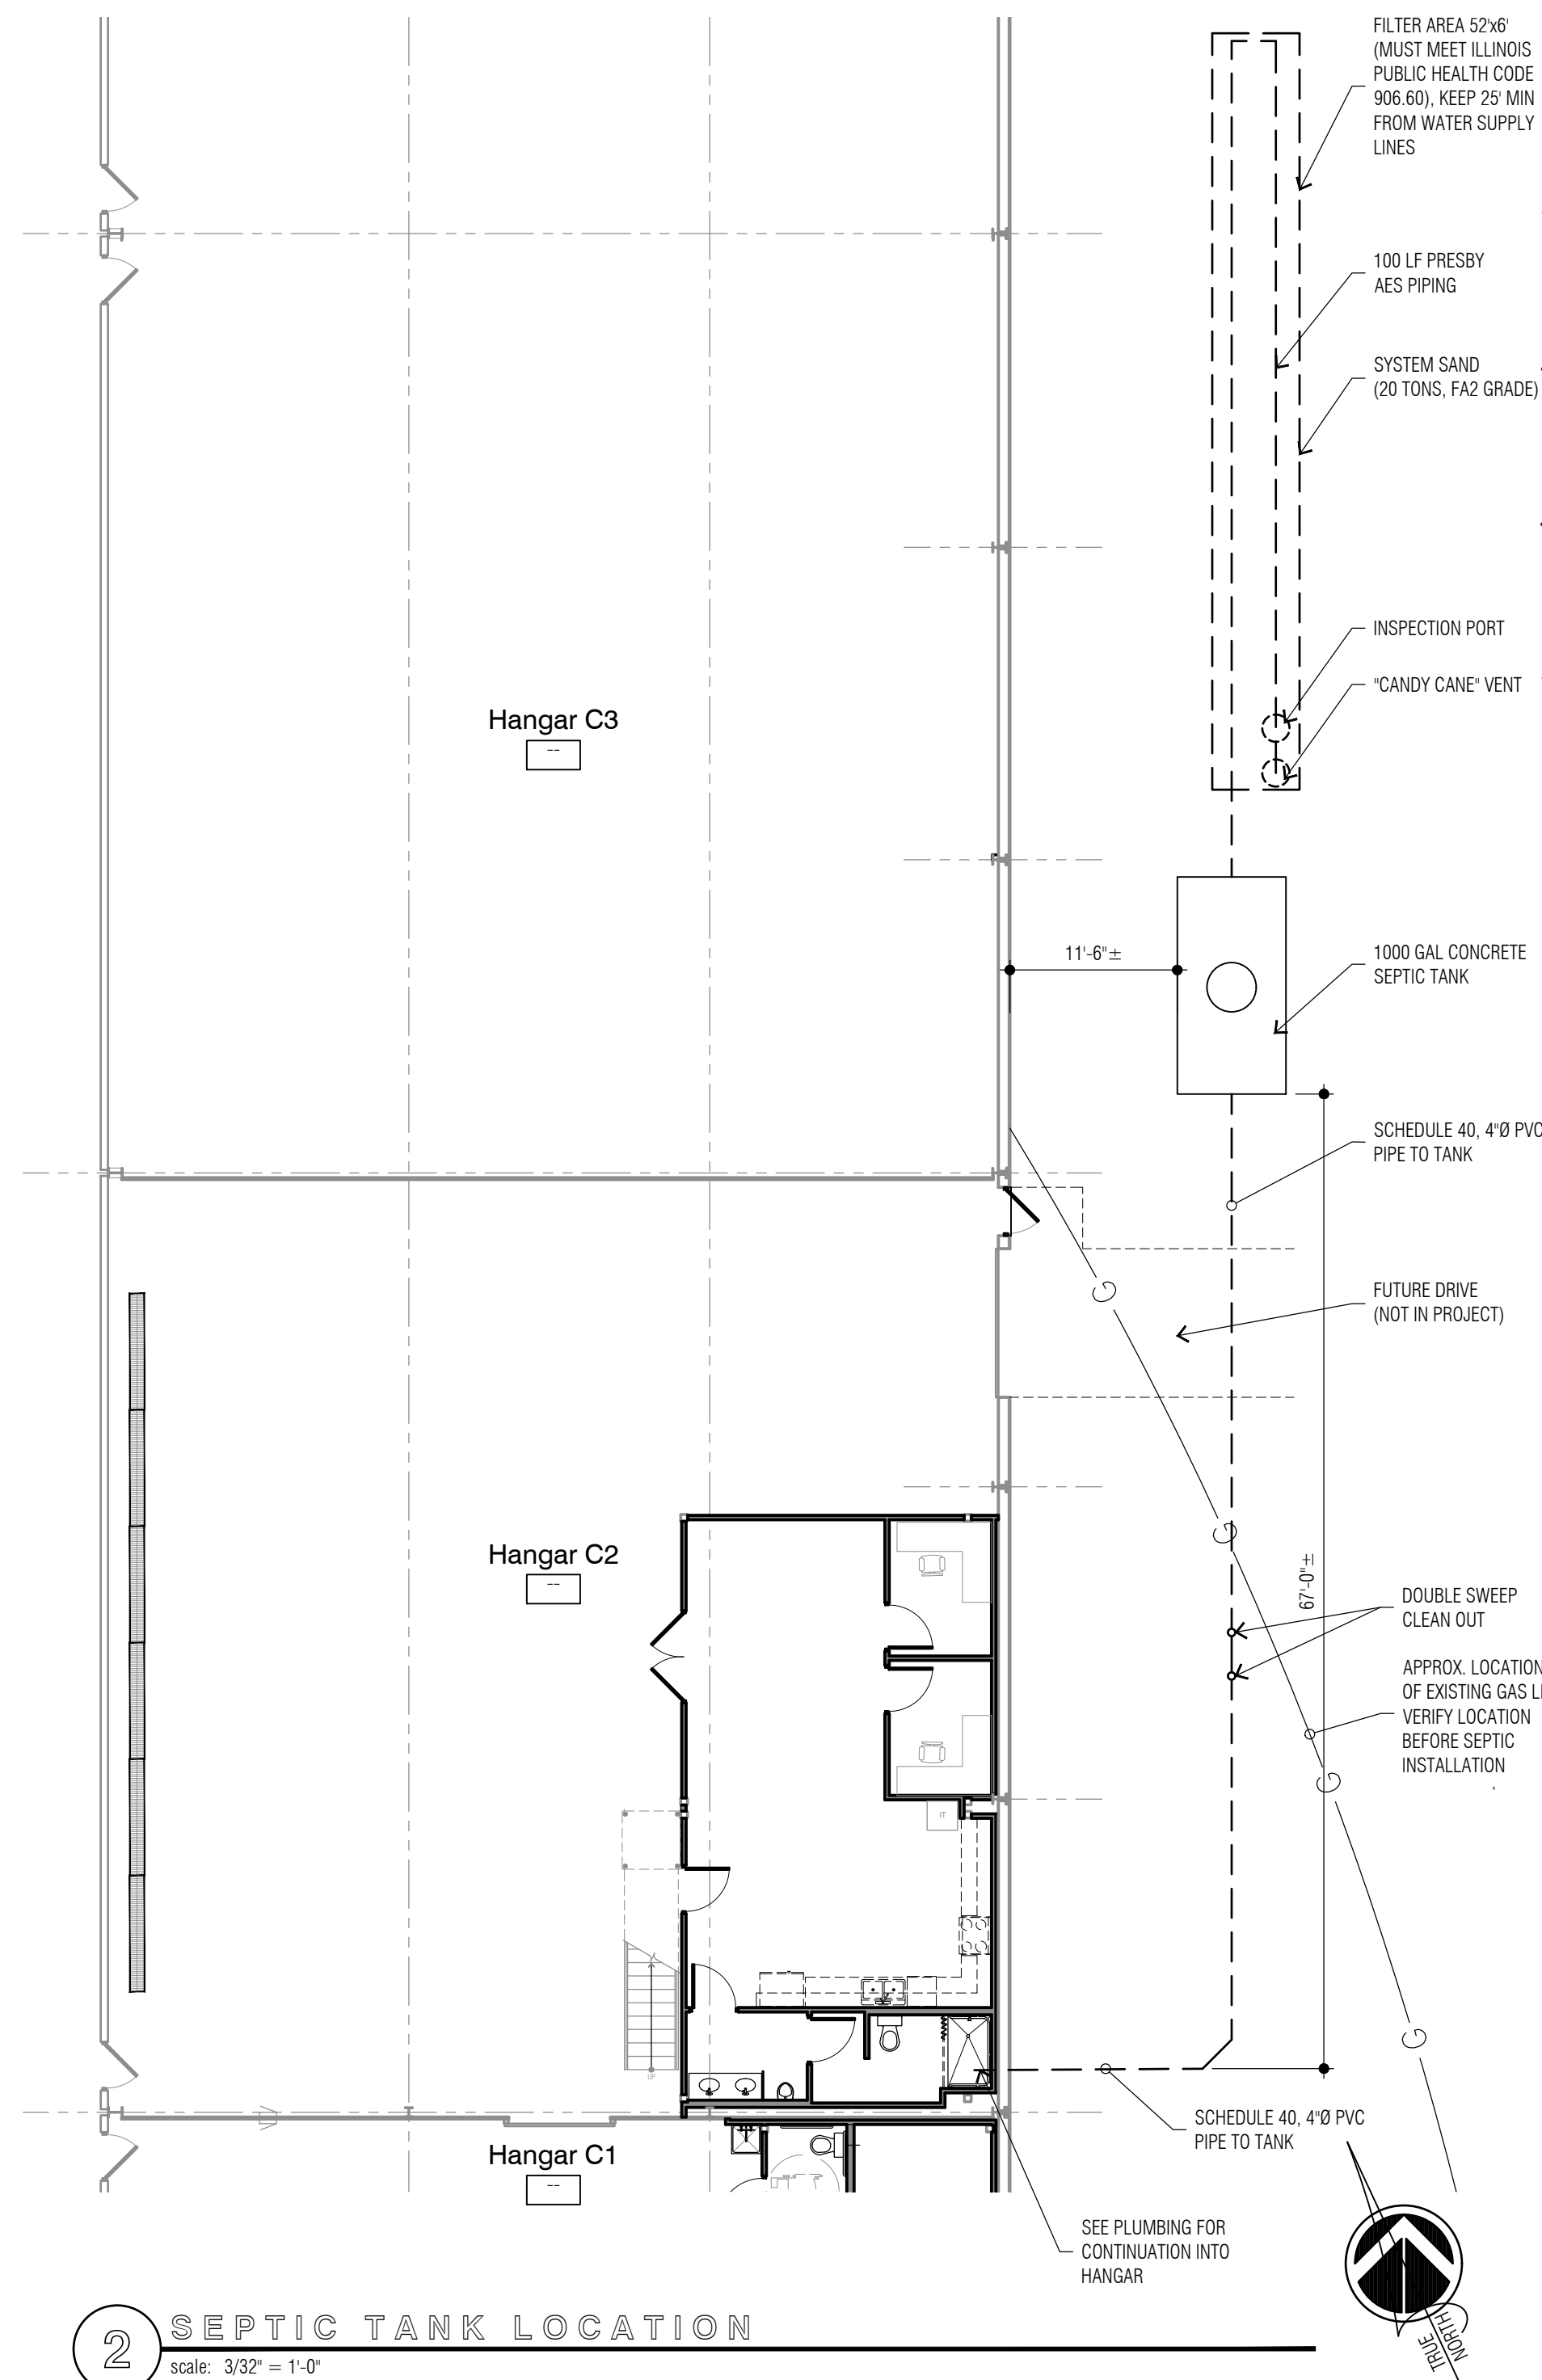 FILTER AREA 52'x6'
(MUST MEET ILLINOIS
PUBLIC HEALTH CODE
906.60), KEEP 25' MIN
FROM WATER SUPPLY
LINES
100 LF PRESBY
AES PIPING
SYSTEM SAND
(20 TONS, FA2 GRADE)
INSPECTION PORT
"CANDY CANE" VENT
Hangar C3
--
11'-6"±
1000 GAL CONCRETE
SEPTIC TANK
SCHEDULE 40, 4"Ø PVC
PIPE TO TANK
G
FUTURE DRIVE
(NOT IN PROJECT)
G
Hangar C2
--
67'-0"±
DOUBLE SWEEP
CLEAN OUT
APPROX. LOCATION
OF EXISTING GAS
VERIFY LOCATION
BEFORE SEPTIC
INSTALLATION
G
IT
UP
G
SCHEDULE 40, 4"Ø PVC
PIPE TO TANK
Hangar C1
--
SEE PLUMBING FOR
CONTINUATION INTO
HANGAR
TRUE
NORTH
2
SEPTIC TANK LOCATION
scale: 3/32" = 1'-0"